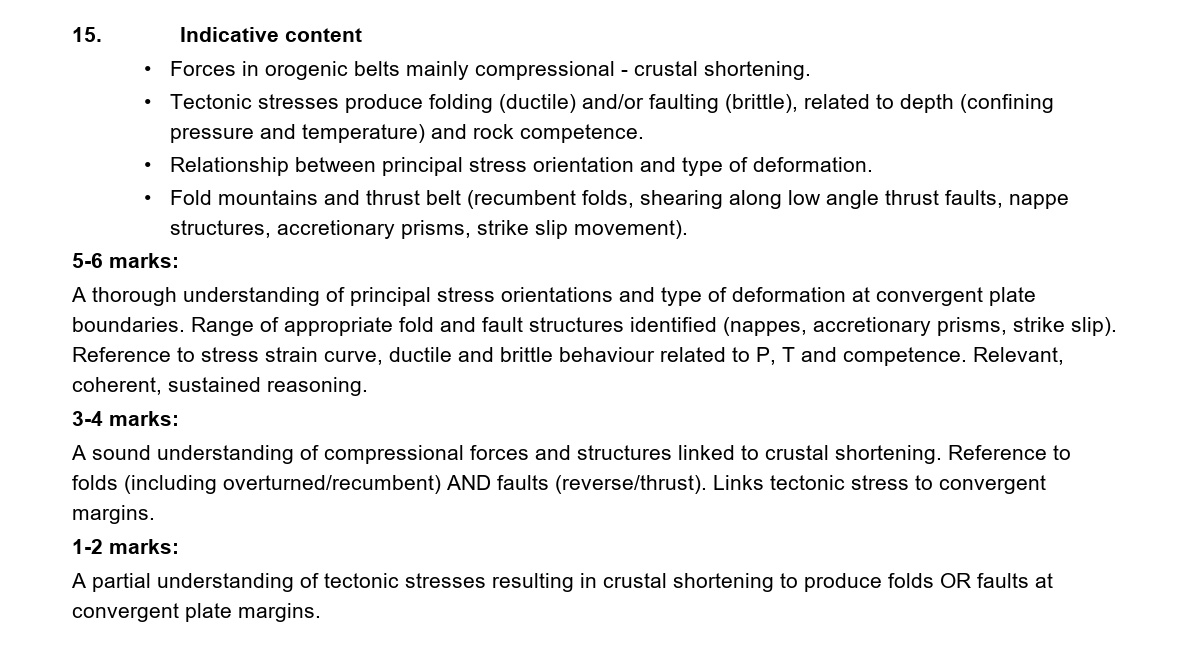 15. Indicative content
• Forces in orogenic belts mainly compressional - crustal shortening.
• Tectonic stresses produce folding (ductile) and/or faulting (brittle), related to depth (confining
pressure and temperature) and rock competence.
• Relationship between principal stress orientation and type of deformation.
• Fold mountains and thrust belt (recumbent folds, shearing along low angle thrust faults, nappe
structures, accretionary prisms, strike slip movement).
5-6 marks:
A thorough understanding of principal stress orientations and type of deformation at convergent plate
boundaries. Range of appropriate fold and fault structures identified (nappes, accretionary prisms, strike slip).
Reference to stress strain curve, ductile and brittle behaviour related to P, T and competence. Relevant,
coherent, sustained reasoning.
3-4 marks:
A sound understanding of compressional forces and structures linked to crustal shortening. Reference to
folds (including overturned/recumbent) AND faults (reverse/thrust). Links tectonic stress to convergent
margins.
1-2 marks:
A partial understanding of tectonic stresses resulting in crustal shortening to produce folds OR faults at
convergent plate margins.